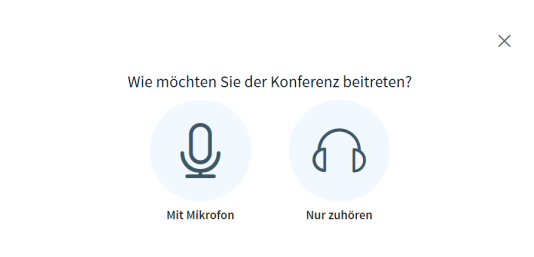 Wie möchten Sie der Konferenz beitreten?
Mit Mikrofon
Nur zuhören